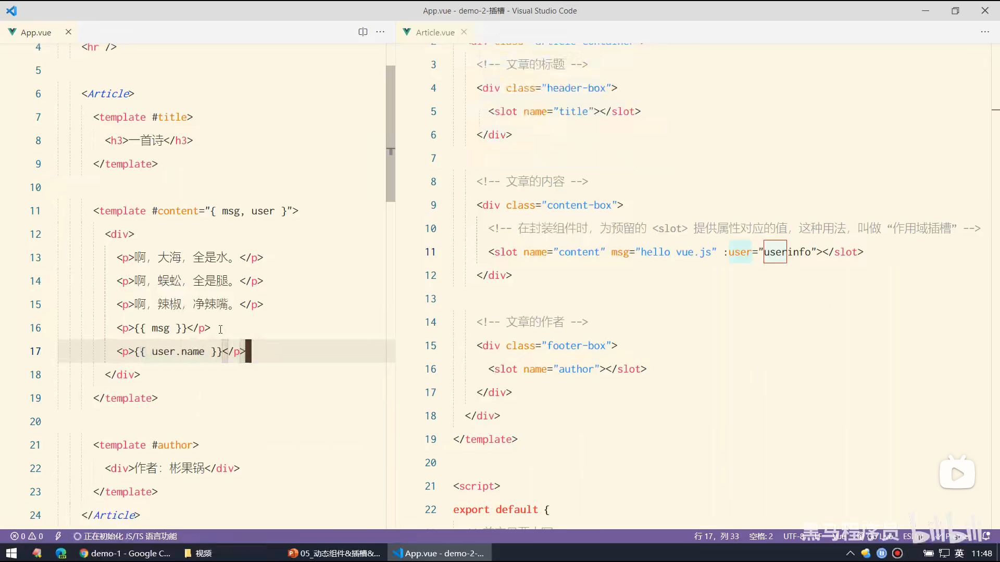 App.vue - demo-2-插槽 - Visual Studio Code
App.vue
4 <hr />
5
6 <Article>
7 <template #title>
8 <h3>一首诗</h3>
9 </template>
10
11 <template #content="{ msg, user }">
12 <div>
13 <p>啊，大海，全是水。</p>
14 <p>啊，蜈蚣，全是腿。</p>
15 <p>啊，辣椒，净辣嘴。</p>
16 <p>{{ msg }}</p>
17 <p>{{ user.name }}</p>
18 </div>
19 </template>
20
21 <template #author>
22 <div>作者：彬果锅</div>
23 </template>
24 </Article>
Article.vue
3 <!-- 文章的标题 -->
4 <div class="header-box">
5 <slot name="title"></slot>
6 </div>
7
8 <!-- 文章的内容 -->
9 <div class="content-box">
10 <!-- 在封装组件时，为预留的 <slot> 提供属性对应的值，这种用法，叫做 “作用域插槽” -->
11 <slot name="content" msg="hello vue.js" :user="userinfo"></slot>
12 </div>
13
14 <!-- 文章的作者 -->
15 <div class="footer-box">
16 <slot name="author"></slot>
17 </div>
18 </div>
19 </template>
20
21 <script>
22 export default {
黑马程序员 bilibili
0 0 正在初始化 JS/TS 语言功能 行 17，列 33 空格: 2 UTF-8 LF Vue Go Live Prettier
demo-1 - Google C... 视频 05_动态组件&插槽&... App.vue - demo-2-... 英 11:48